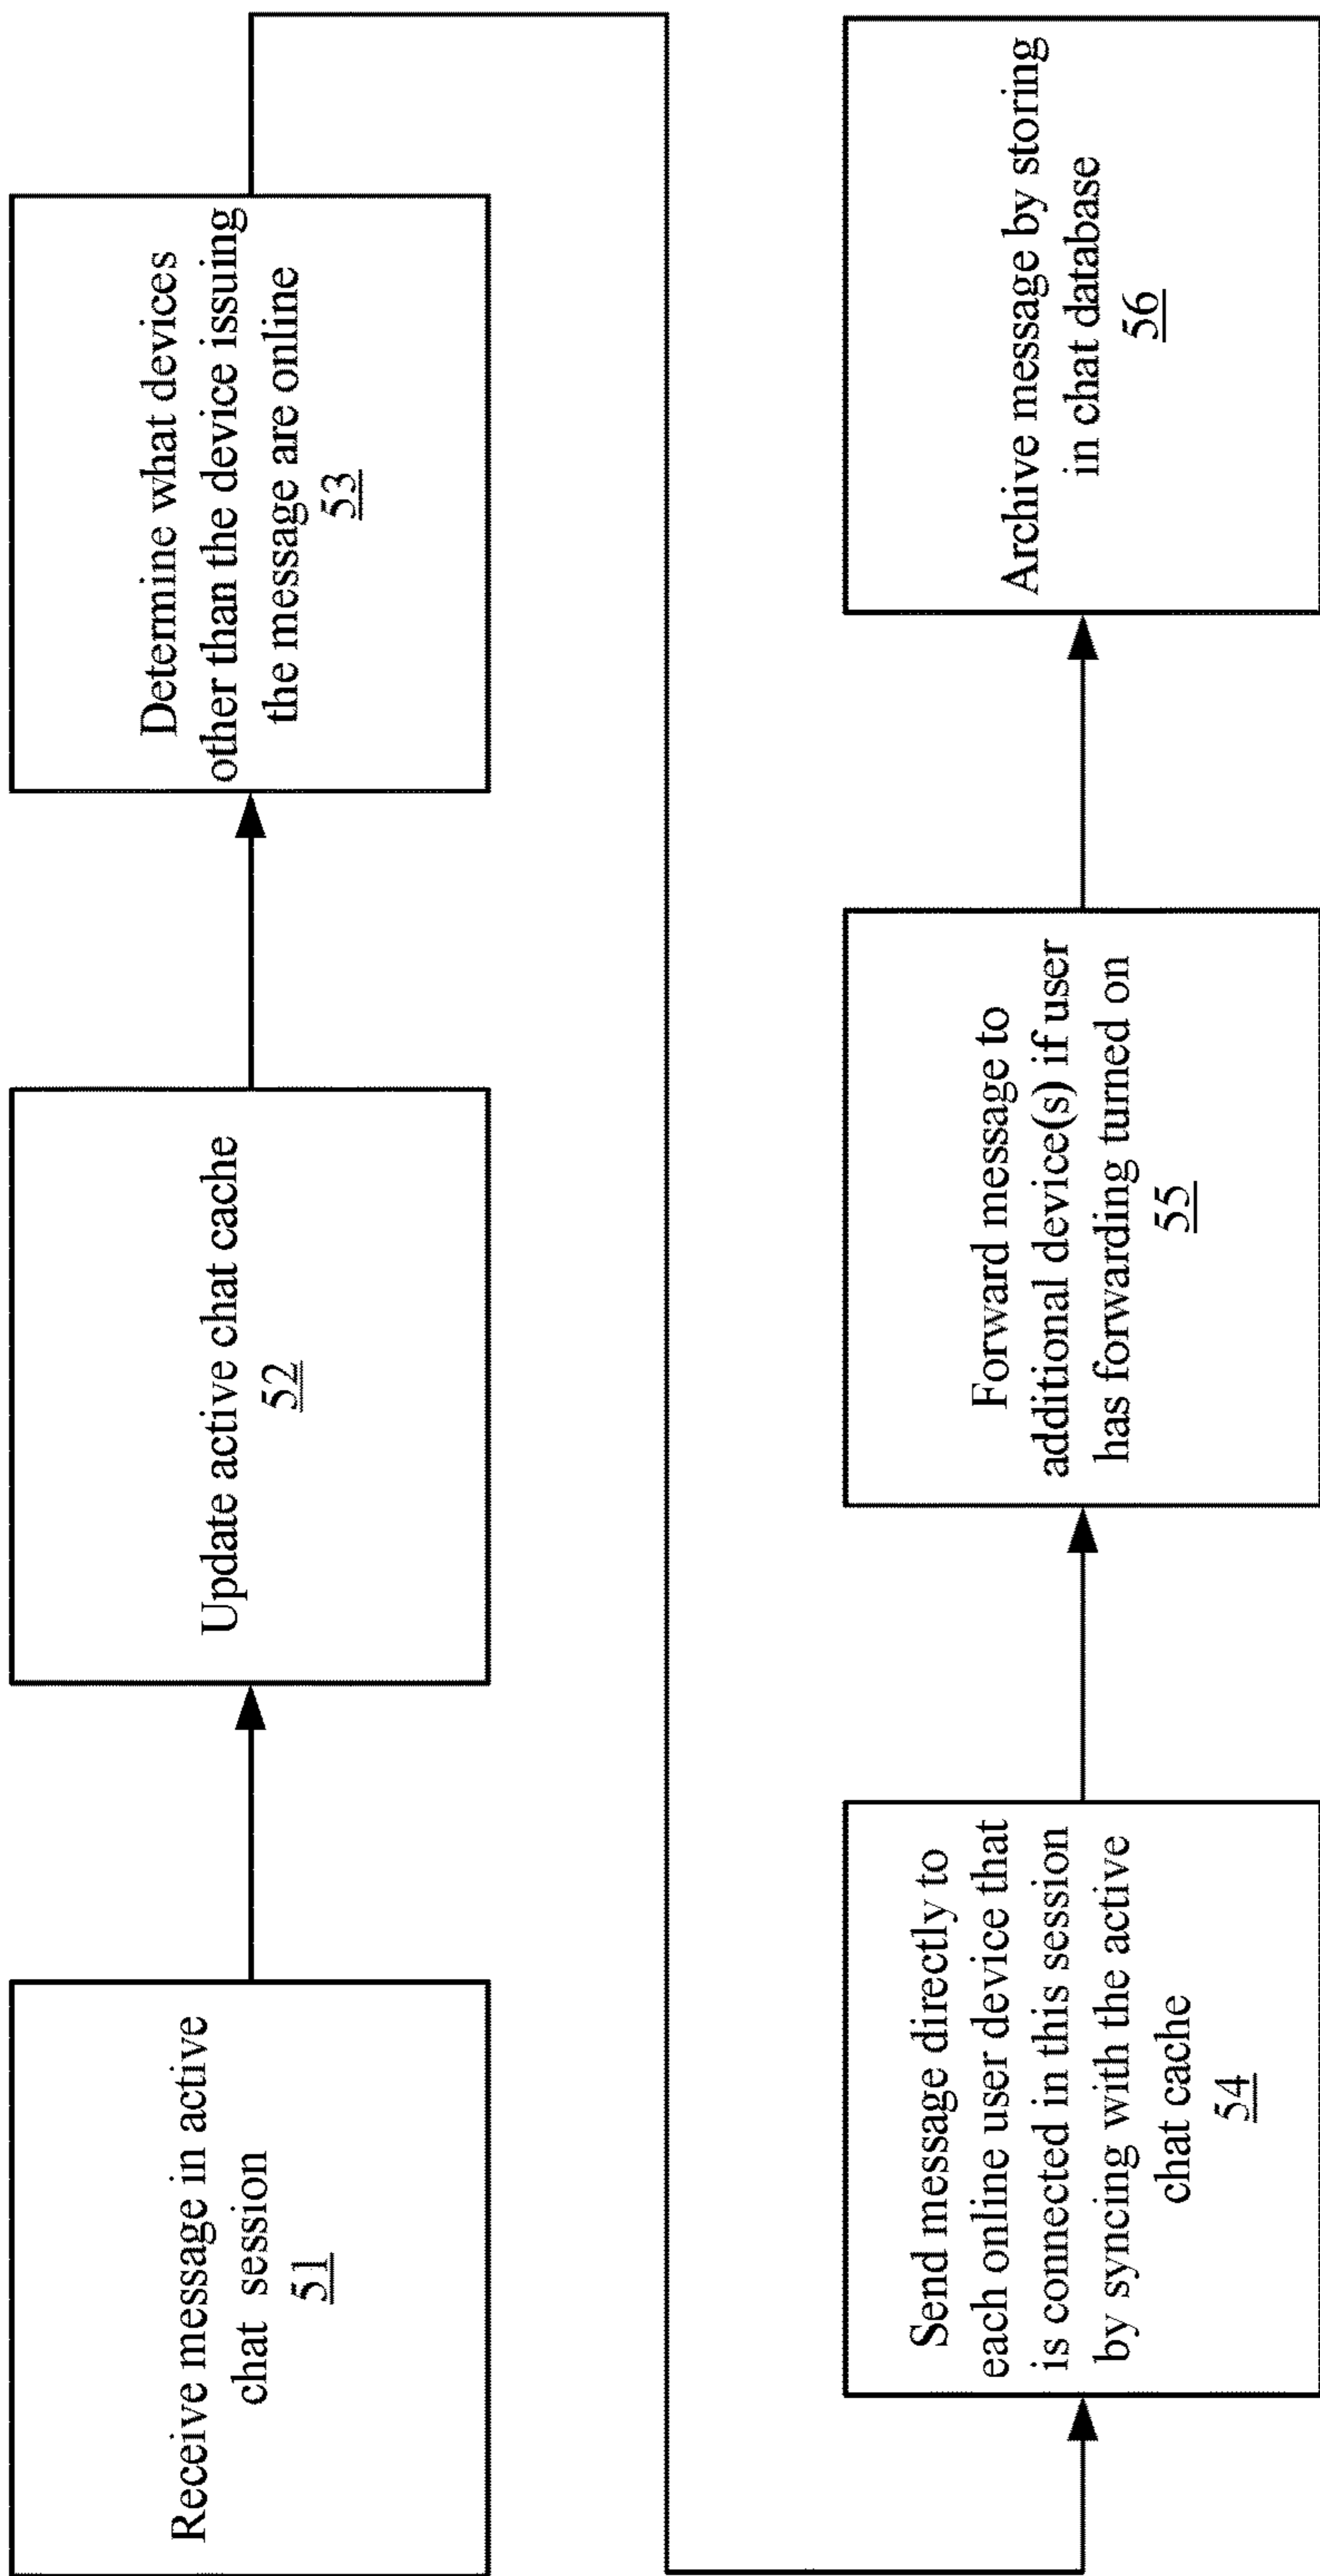 Receive message in active
chat session
51
Update active chat cache
52
Determine what devices
other than the device issuing
the message are online
53
Send message directly to
each online user device that
is connected in this session
by syncing with the active
chat cache
54
Forward message to
additional device(s) if user
has forwarding turned on
55
Archive message by storing
in chat database
56